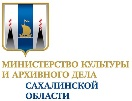 МИНИСТЕРСТВО КУЛЬТУРЫ
И АРХИВНОГО ДЕЛА
САХАЛИНСКОЙ
ОБЛАСТИ